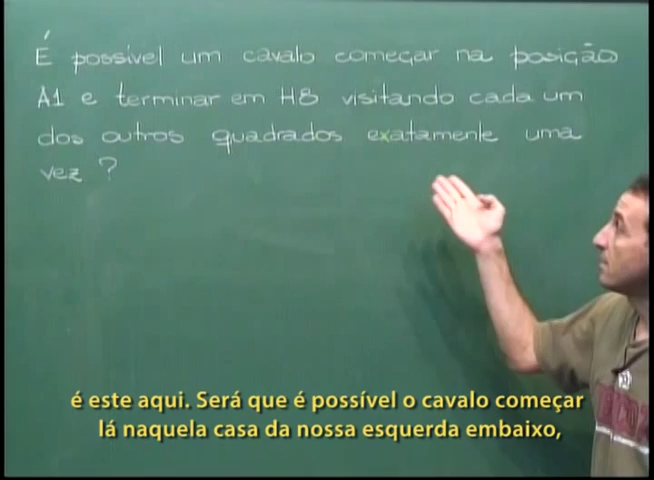 É possível um cavalo começar na posição
A1 e terminar em H8 visitando cada um
dos outros quadrados exatamente uma
vez ?
é este aqui. Será que é possível o cavalo começar
lá naquela casa da nossa esquerda embaixo,